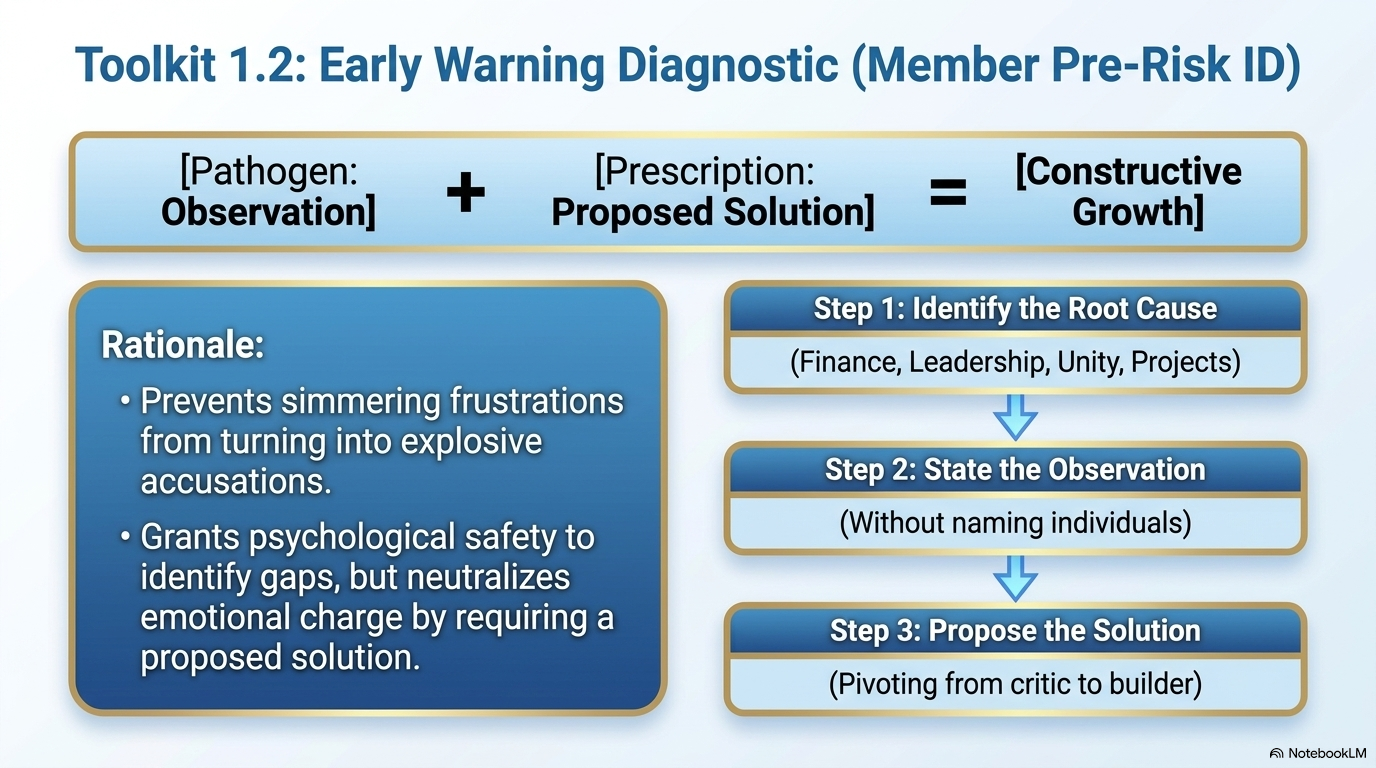 Toolkit 1.2: Early Warning Diagnostic (Member Pre-Risk ID)
[Pathogen:
Observation]
+
[Prescription:
Proposed Solution]
=
[Constructive
Growth]
Rationale:
• Prevents simmering frustrations
from turning into explosive
accusations.
• Grants psychological safety to
identify gaps, but neutralizes
emotional charge by requiring a
proposed solution.
Step 1: Identify the Root Cause
(Finance, Leadership, Unity, Projects)
Step 2: State the Observation
(Without naming individuals)
Step 3: Propose the Solution
(Pivoting from critic to builder)
NotebookLM